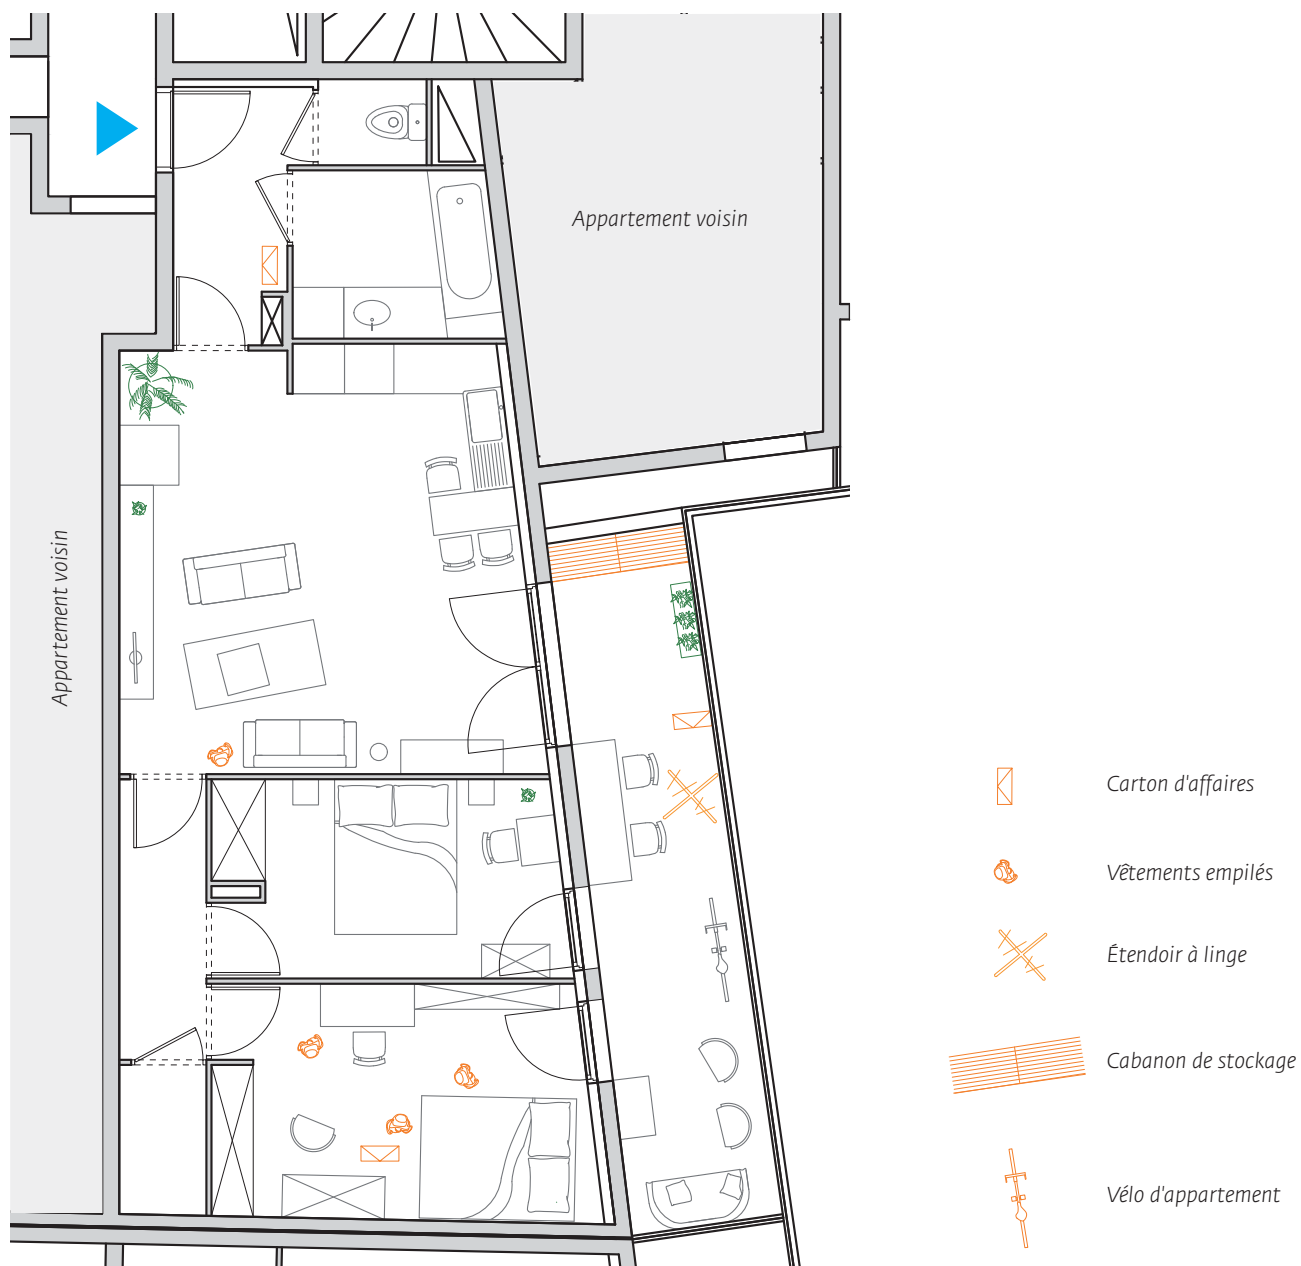 Appartement voisin
Appartement voisin
Carton d'affaires
Vêtements empilés
Étendoir à linge
Cabanon de stockage
Vélo d'appartement